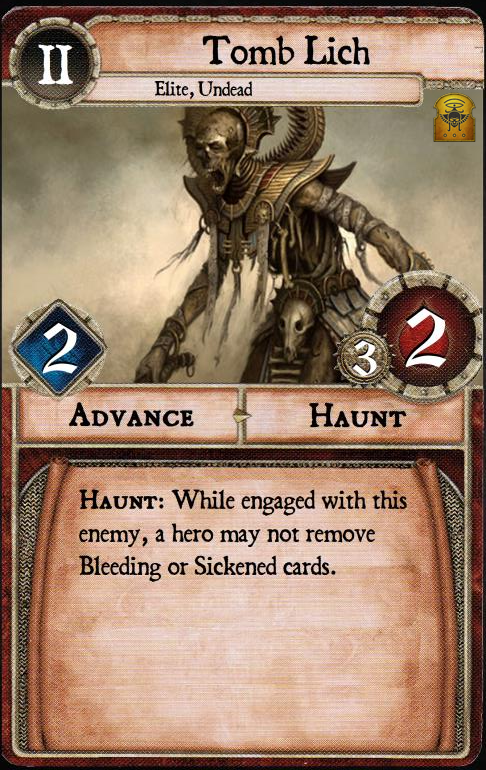 II
Tomb Lich
Elite, Undead
2
3
2
Advance
Haunt
Haunt: While engaged with this
enemy, a hero may not remove
Bleeding or Sickened cards.